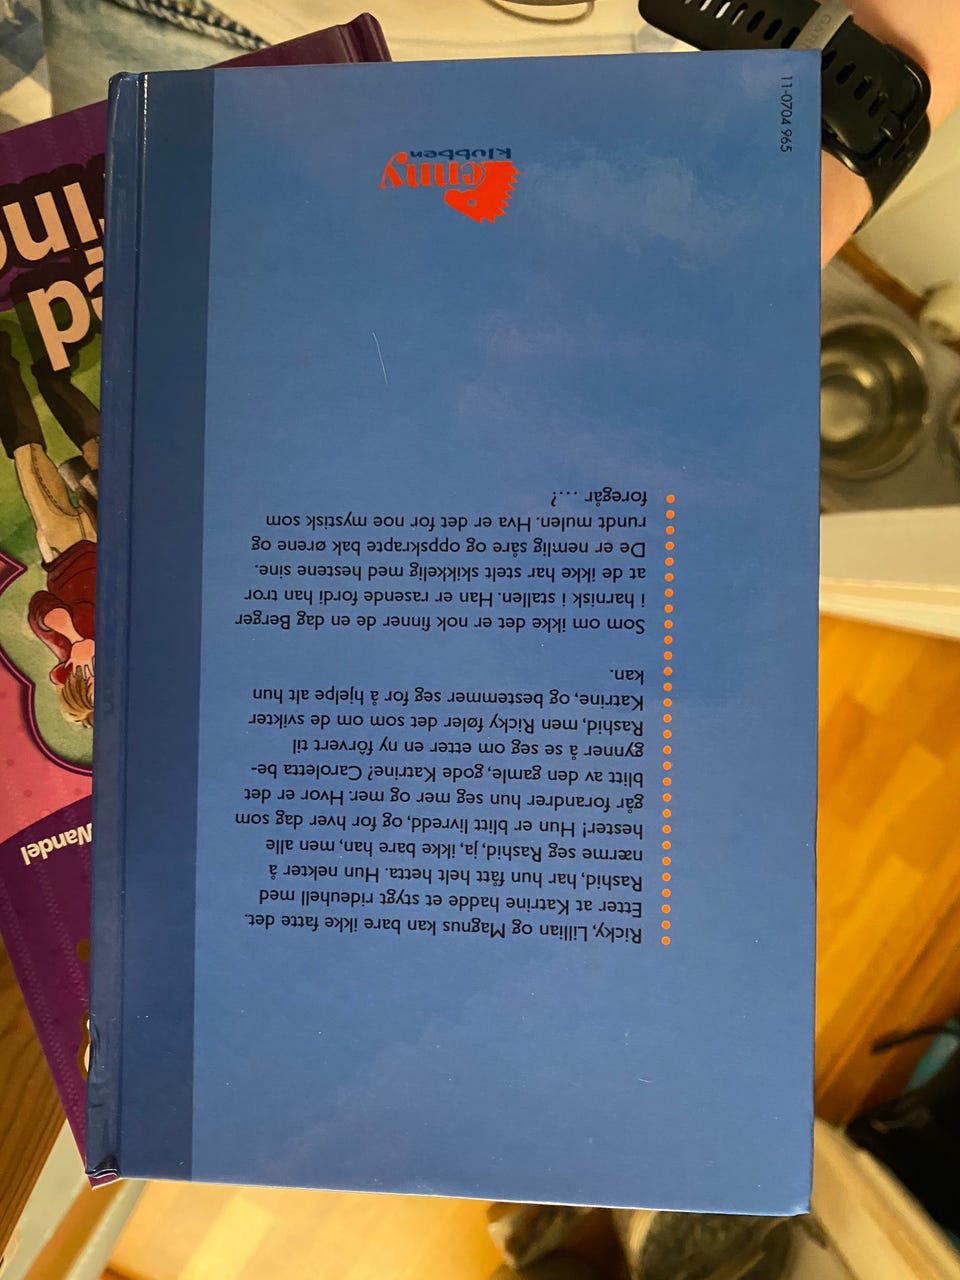 Ricky, Lillian og Magnus kan bare ikke fatte det.
Etter at Katrine hadde et stygt rideuhell med
Rashid, har hun fått helt hetta. Hun nekter å
nærme seg Rashid, ja, ikke bare han, men alle
hester! Hun er blitt livredd, og for hver dag som
går forandrer hun seg mer og mer. Hvor er det
blitt av den gamle, gode Katrine? Caroletta be-
gynner å se seg om etter en ny fôrvert til
Rashid, men Ricky føler det som om de svikter
Katrine, og bestemmer seg for å hjelpe alt hun
kan.
Som om ikke det er nok finner de en dag Berger
i harnisk i stallen. Han er rasende fordi han tror
at de ikke har stelt skikkelig med hestene sine.
De er nemlig såre og oppskrapte bak ørene og
rundt mulen. Hva er det for noe mystisk som
foregår …?
Penny
klubben
11-0704 965
Wandel